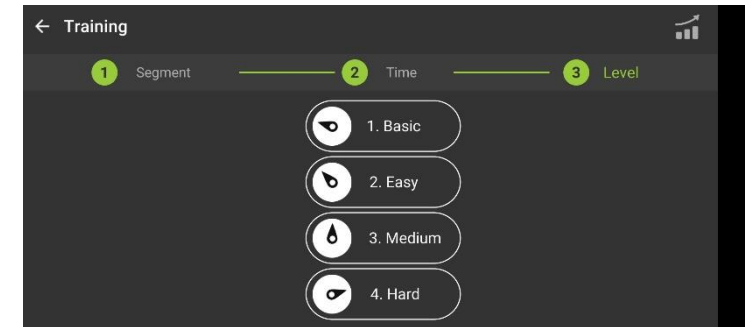 ← Training
1 Segment 2 Time 3 Level
1. Basic
2. Easy
3. Medium
4. Hard